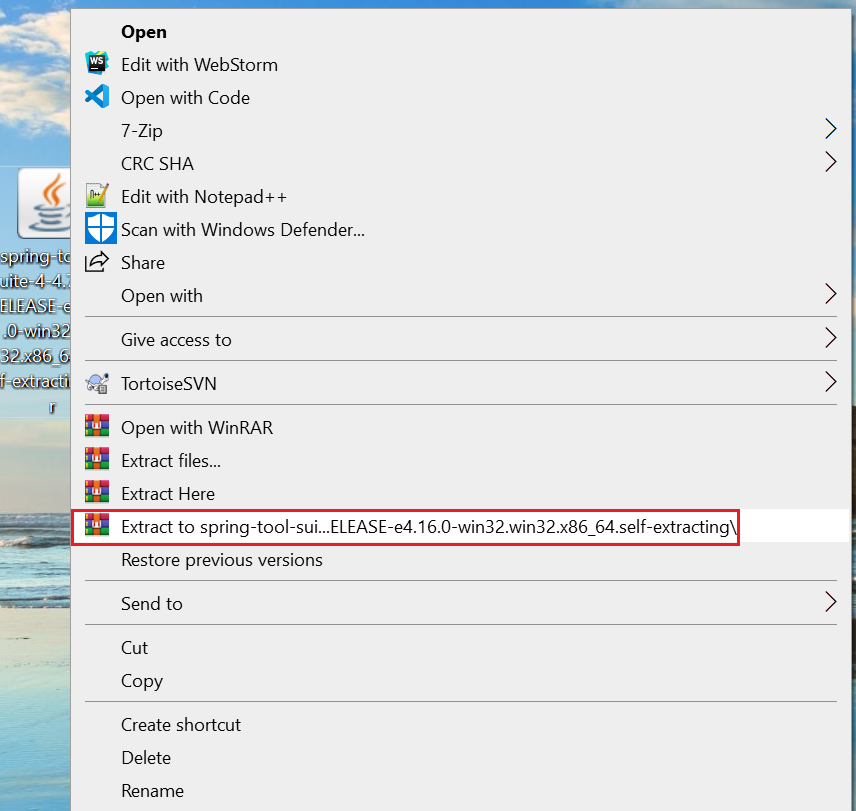 Open
Edit with WebStorm
Open with Code
7-Zip
CRC SHA
Edit with Notepad++
Scan with Windows Defender...
Share
Open with
Give access to
TortoiseSVN
Open with WinRAR
Extract files...
Extract Here
Extract to spring-tool-sui...ELEASE-e4.16.0-win32.win32.x86_64.self-extracting\
Restore previous versions
Send to
Cut
Copy
Create shortcut
Delete
Rename
WS
spring-to
uite-4-4.7
ELEASE-e
.0-win32
32.x86_6
f-extracti
r